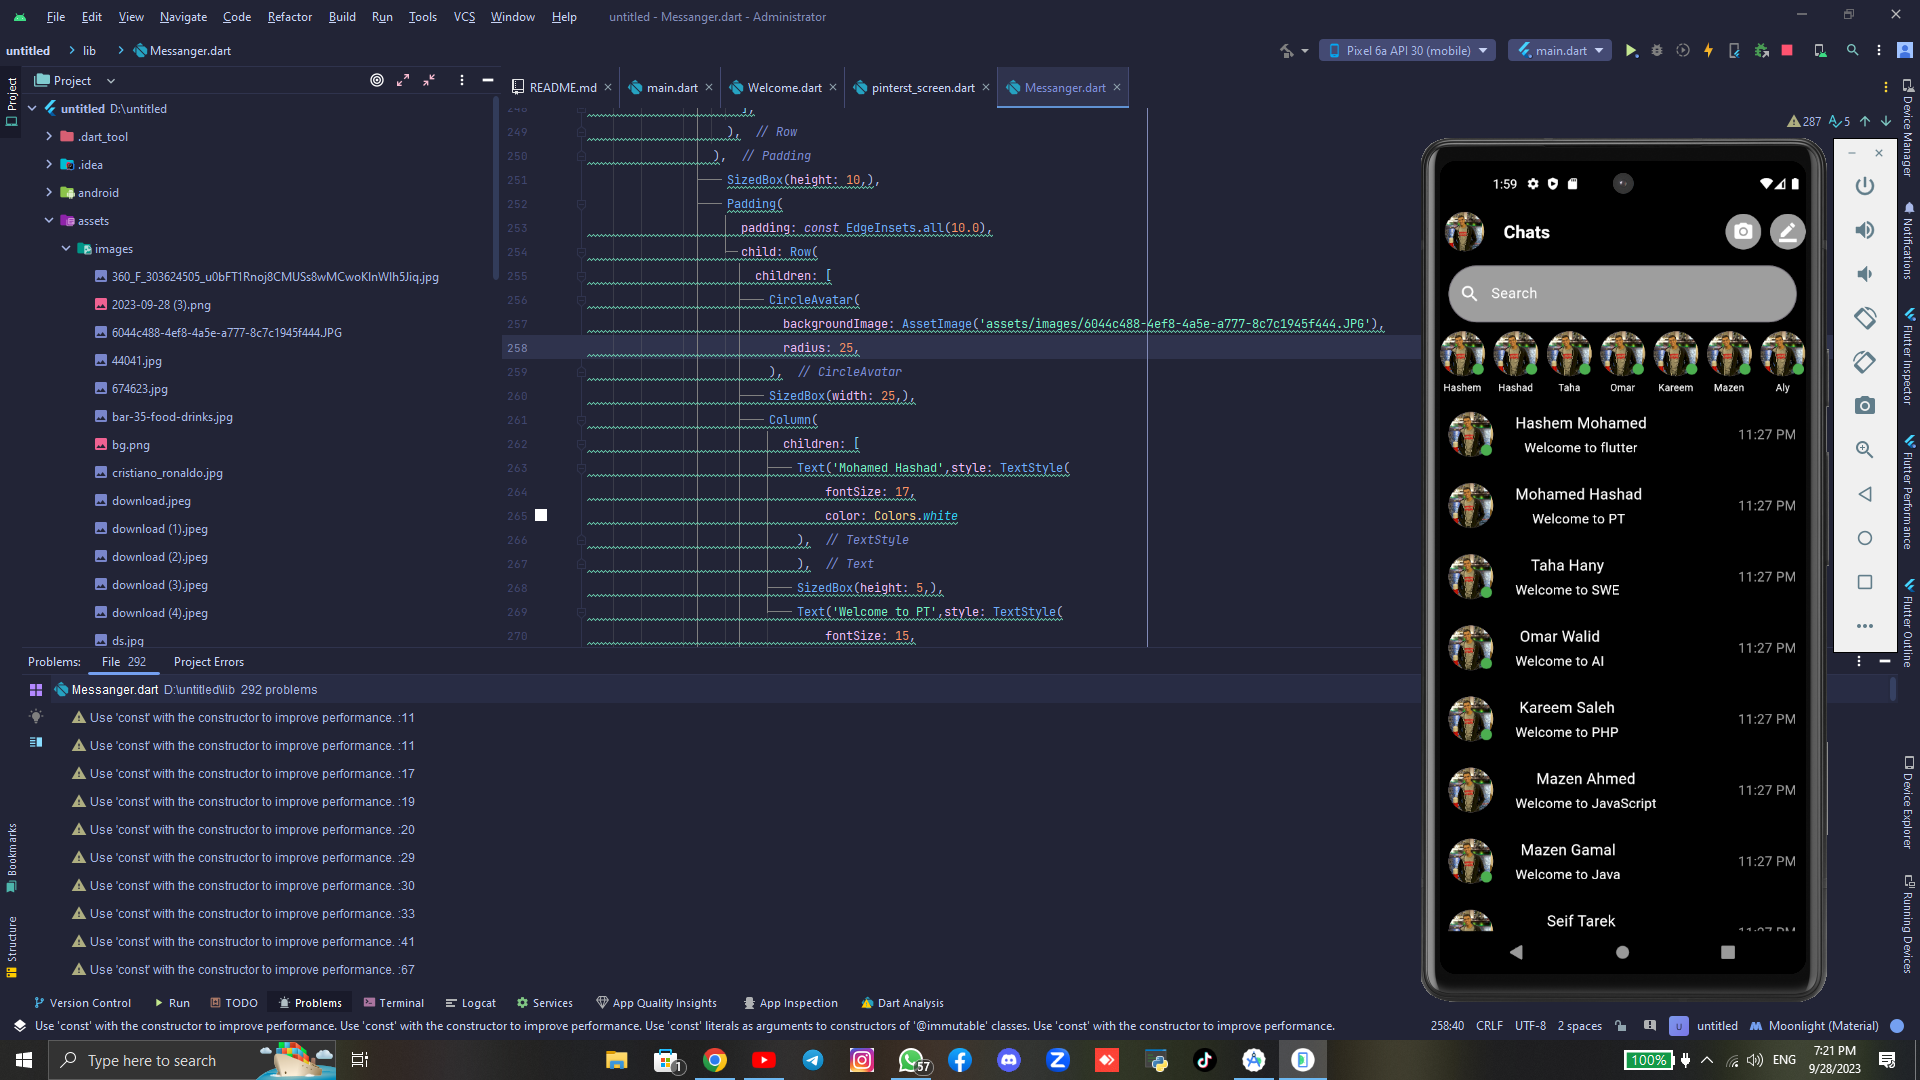 File Edit View Navigate Code Refactor Build Run Tools VCS Window Help untitled - Messanger.dart - Administrator
untitled lib Messanger.dart
Pixel 6a API 30 (mobile) main.dart
Project
README.md main.dart Welcome.dart pinterst_screen.dart Messanger.dart
287 5
untitled D:\untitled
.dart_tool
.idea
android
assets
images
360_F_303624505_u0bFT1Rnoj8CMUSs8wMCwoKlnWIh5Jiq.jpg
2023-09-28 (3).png
6044c488-4ef8-4a5e-a777-8c7c1945f444.JPG
44041.jpg
674623.jpg
bar-35-food-drinks.jpg
bg.png
cristiano_ronaldo.jpg
download.jpeg
download (1).jpeg
download (2).jpeg
download (3).jpeg
download (4).jpeg
ds.jpg
248 ],
249 ), // Row
250 ), // Padding
251 SizedBox(height: 10,),
252 Padding(
253 padding: const EdgeInsets.all(10.0),
254 child: Row(
255 children: [
256 CircleAvatar(
257 backgroundImage: AssetImage('assets/images/6044c488-4ef8-4a5e-a777-8c7c1945f444.JPG'),
258 radius: 25,
259 ), // CircleAvatar
260 SizedBox(width: 25,),
261 Column(
262 children: [
263 Text('Mohamed Hashad',style: TextStyle(
264 fontSize: 17,
265 color: Colors.white
266 ), // TextStyle
267 ), // Text
268 SizedBox(height: 5,),
269 Text('Welcome to PT',style: TextStyle(
270 fontSize: 15,
1:59
Chats
Search
Hashem Hashad Taha Omar Kareem Mazen Aly
Hashem Mohamed
Welcome to flutter
11:27 PM
Mohamed Hashad
Welcome to PT
11:27 PM
Taha Hany
Welcome to SWE
11:27 PM
Omar Walid
Welcome to AI
11:27 PM
Kareem Saleh
Welcome to PHP
11:27 PM
Mazen Ahmed
Welcome to JavaScript
11:27 PM
Mazen Gamal
Welcome to Java
11:27 PM
Seif Tarek
11:27 PM
Project
Bookmarks
Structure
Device Manager
Notifications
Flutter Inspector
Flutter Performance
Flutter Outline
Device Explorer
Running Devices
Problems: File 292 Project Errors
Messanger.dart D:\untitled\lib 292 problems
Use 'const' with the constructor to improve performance. :11
Use 'const' with the constructor to improve performance. :11
Use 'const' with the constructor to improve performance. :17
Use 'const' with the constructor to improve performance. :19
Use 'const' with the constructor to improve performance. :20
Use 'const' with the constructor to improve performance. :29
Use 'const' with the constructor to improve performance. :30
Use 'const' with the constructor to improve performance. :33
Use 'const' with the constructor to improve performance. :41
Use 'const' with the constructor to improve performance. :67
Version Control Run TODO Problems Terminal Logcat Services App Quality Insights App Inspection Dart Analysis
Use 'const' with the constructor to improve performance. Use 'const' with the constructor to improve performance. Use 'const' literals as arguments to constructors of '@immutable' classes. Use 'const' with the constructor to improve performance.
258:40 CRLF UTF-8 2 spaces U untitled Moonlight (Material)
Type here to search
1
57
100%
ENG
7:21 PM
9/28/2023